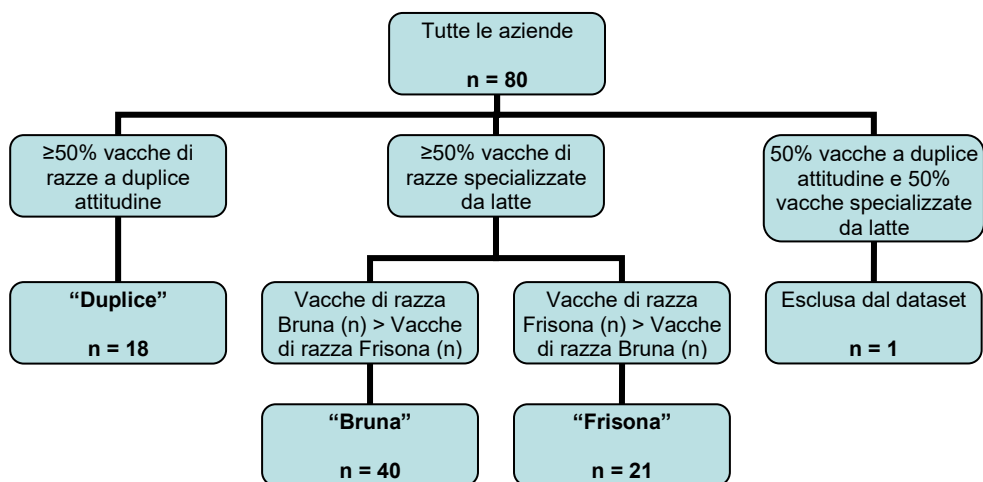 Tutte le aziende
n = 80
≥50% vacche di
razze a duplice
attitudine
≥50% vacche di
razze specializzate
da latte
50% vacche a duplice
attitudine e 50%
vacche specializzate
da latte
“Duplice”
n = 18
Vacche di razza
Bruna (n) > Vacche
di razza Frisona (n)
Vacche di razza
Frisona (n) > Vacche
di razza Bruna (n)
Esclusa dal dataset
n = 1
“Bruna”
n = 40
“Frisona”
n = 21